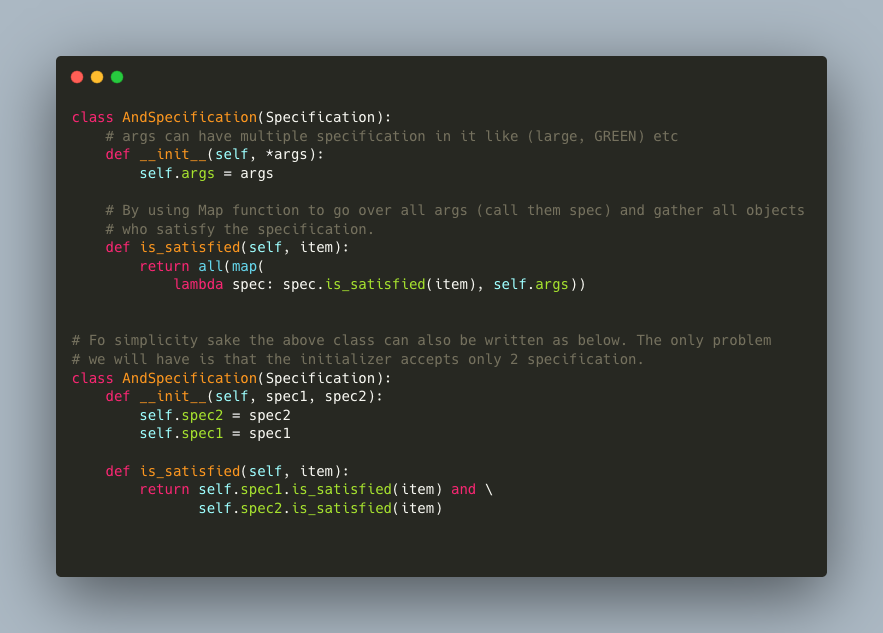 class AndSpecification(Specification):
    # args can have multiple specification in it like (large, GREEN) etc
    def __init__(self, *args):
        self.args = args

    # By using Map function to go over all args (call them spec) and gather all objects
    # who satisfy the specification.
    def is_satisfied(self, item):
        return all(map(
            lambda spec: spec.is_satisfied(item), self.args))


# Fo simplicity sake the above class can also be written as below. The only problem
# we will have is that the initializer accepts only 2 specification.
class AndSpecification(Specification):
    def __init__(self, spec1, spec2):
        self.spec2 = spec2
        self.spec1 = spec1

    def is_satisfied(self, item):
        return self.spec1.is_satisfied(item) and \
               self.spec2.is_satisfied(item)